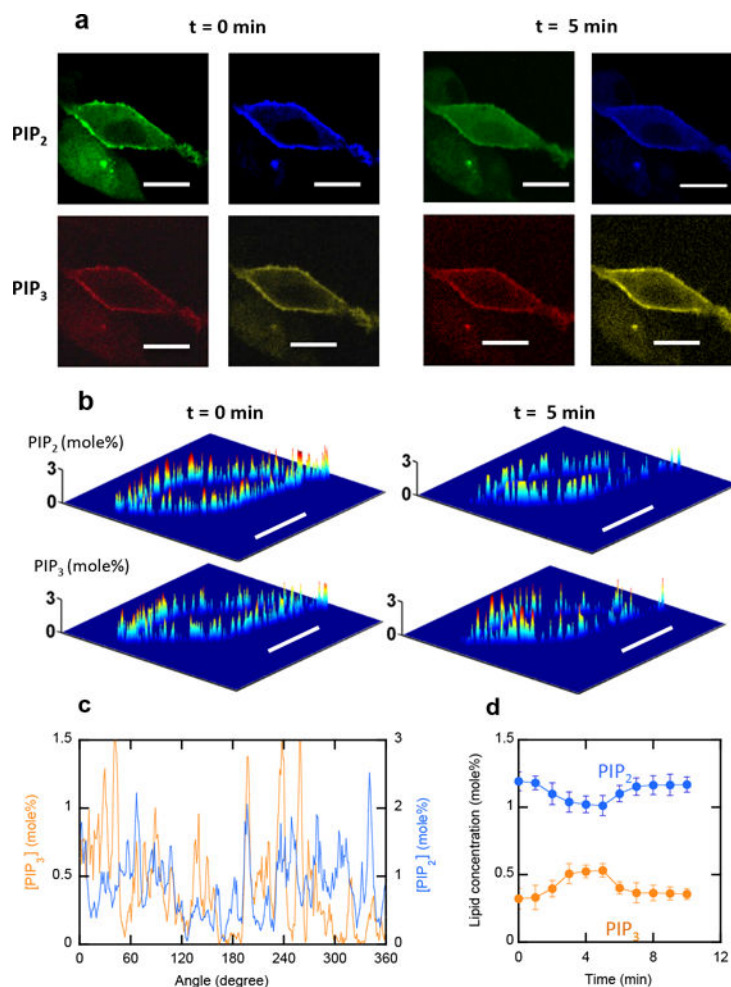 a
t = 0 min
t = 5 min
PIP₂
PIP₃
b
t = 0 min
t = 5 min
PIP₂ (mole%)
3
0
3
0
PIP₃ (mole%)
3
0
3
0
c
1.5
1
0.5
0
[PIP₃] (mole%)
3
2
1
0
[PIP₂] (mole%)
0 60 120 180 240 300 360
Angle (degree)
d
1.5
1
0.5
0
Lipid concentration (mole%)
PIP₂
PIP₃
0 4 8 12
Time (min)